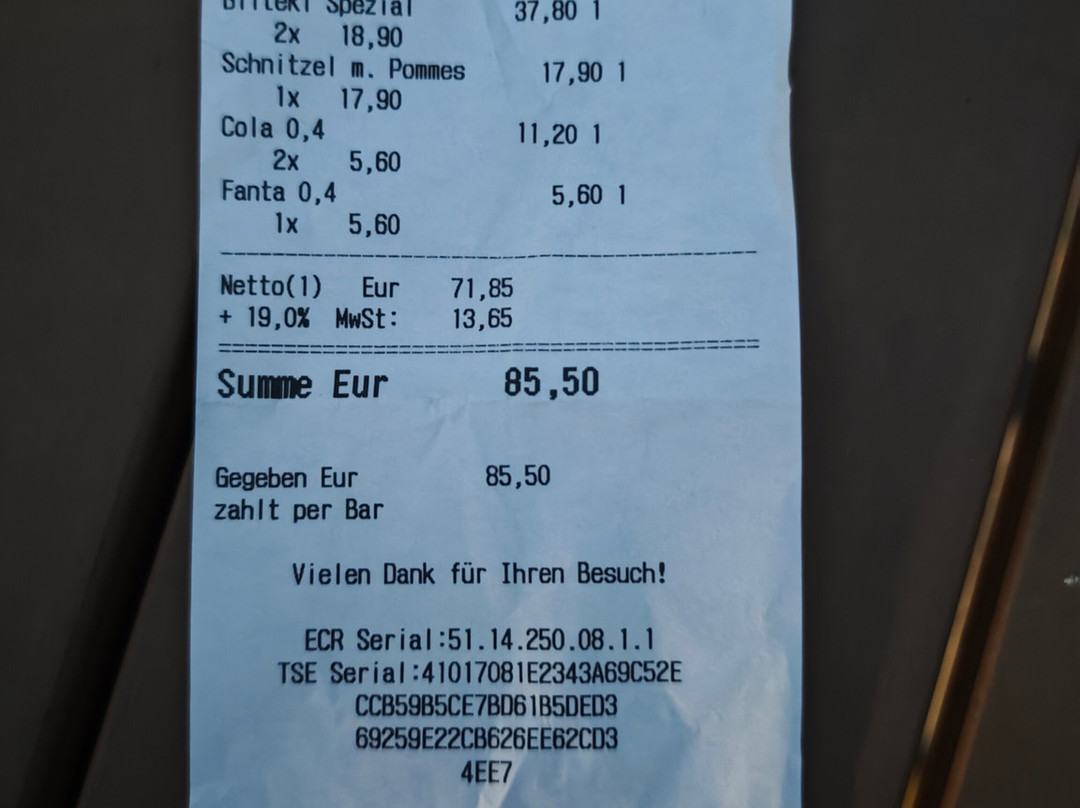 Spezial 37,80 1
2x 18,90
Schnitzel m. Pommes 17,90 1
1x 17,90
Cola 0,4 11,20 1
2x 5,60
Fanta 0,4 5,60 1
1x 5,60
Netto(1) Eur 71,85
+ 19,0% MwSt: 13,65
Summe Eur 85,50
Gegeben Eur 85,50
zahlt per Bar
Vielen Dank für Ihren Besuch!
ECR Serial:51.14.250.08.1.1
TSE Serial:41017081E2343A69C52E
CCB59B5CE7BD61B5DED3
69259E22CB626EE62CD3
4EE7